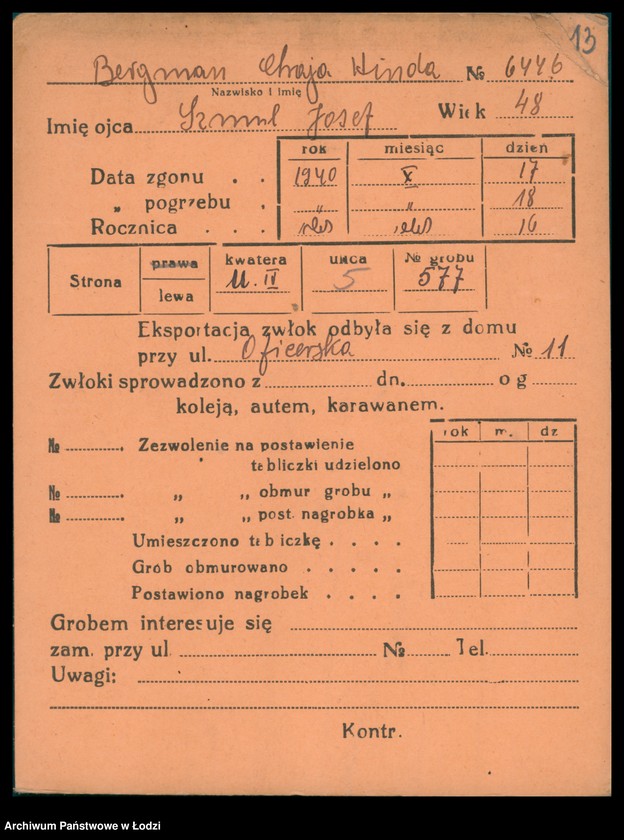 13
Bergman Chaja Hinda № 6446
Nazwisko i Imię
Imię ojca Szmul Josef Wiek 48
rok miesiąc dzień
Data zgonu . . 1940 X 17
„ pogrzebu . „ „ 18
Rocznica . . . 16
Strona prawa lewa kwatera U. IV ulica 5 № grobu 577
Eksportacja zwłok odbyła się z domu
przy ul. Oficerska № 11
Zwłoki sprowadzono z dn. o g
koleją, autem, karawanem.
rok m. dz
№ . Zezwolenie na postawienie
tabliczki udzielono
№ . „ „ obmur grobu „
№ . „ „ post. nagrobka „
Umieszczono tabliczkę . . . .
Grób obmurowano . . . . .
Postawiono nagrobek . . . .
Grobem interesuje się
zam. przy ul. № Tel.
Uwagi:
Kontr.
Archiwum Państwowe w Łodzi